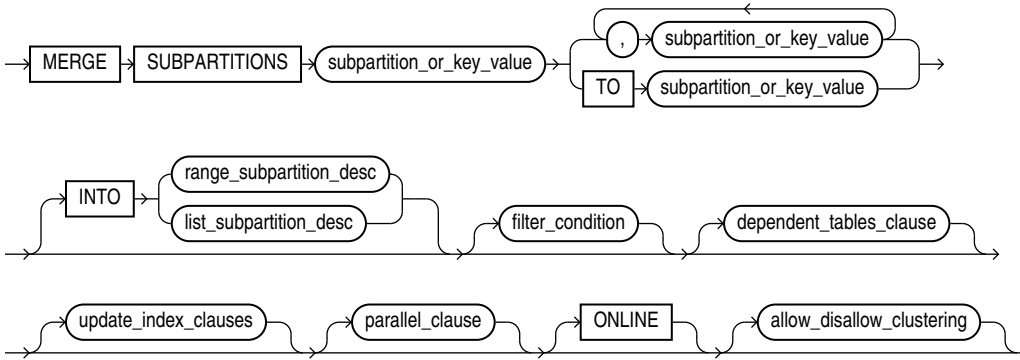 , subpartition_or_key_value
MERGE SUBPARTITIONS subpartition_or_key_value
TO subpartition_or_key_value
range_subpartition_desc
INTO
list_subpartition_desc
filter_condition dependent_tables_clause
update_index_clauses parallel_clause ONLINE allow_disallow_clustering